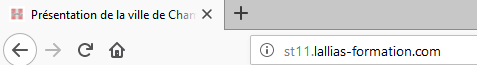 Présentation de la ville de Chan
st11.lallias-formation.com